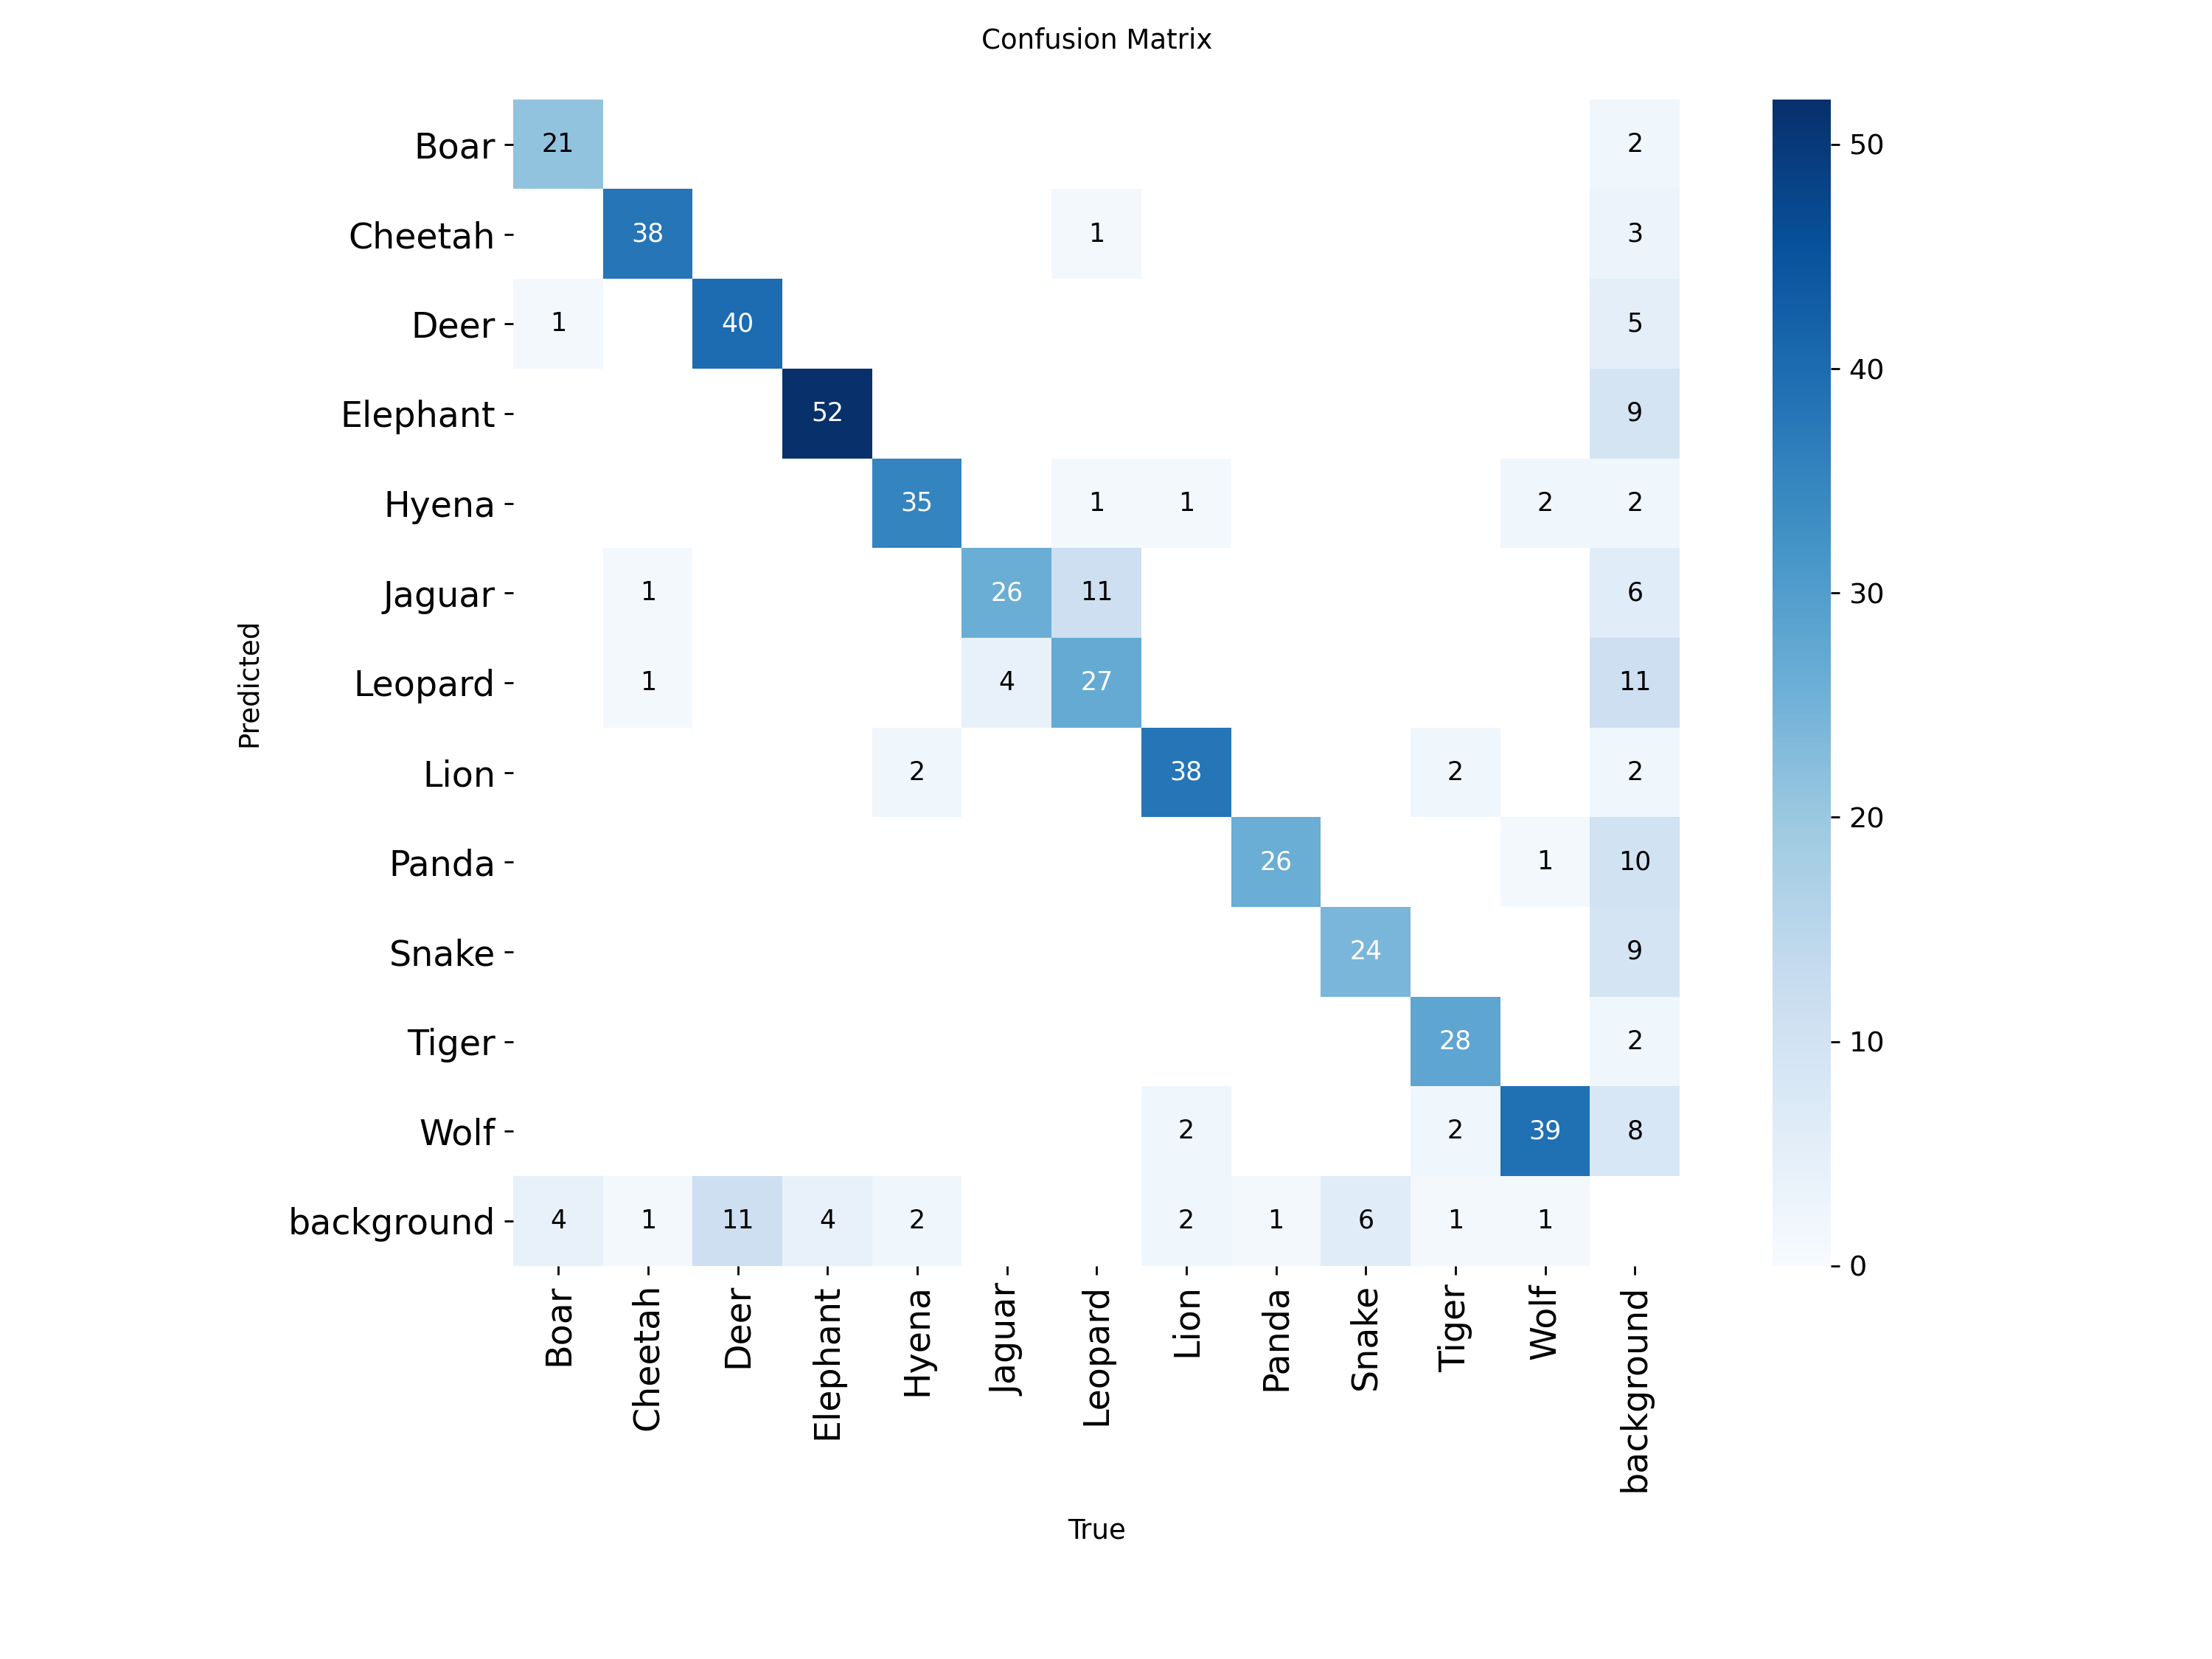 Confusion Matrix
Boar 21 2
Cheetah 38 1 3
Deer 1 40 5
Elephant 52 9
Hyena 35 1 1 2 2
Jaguar 1 26 11 6
Leopard 1 4 27 11
Lion 2 38 2 2
Panda 26 1 10
Snake 24 9
Tiger 28 2
Wolf 2 2 39 8
background 4 1 11 4 2 2 1 6 1 1
Predicted
Boar Cheetah Deer Elephant Hyena Jaguar Leopard Lion Panda Snake Tiger Wolf background
True
50
40
30
20
10
0